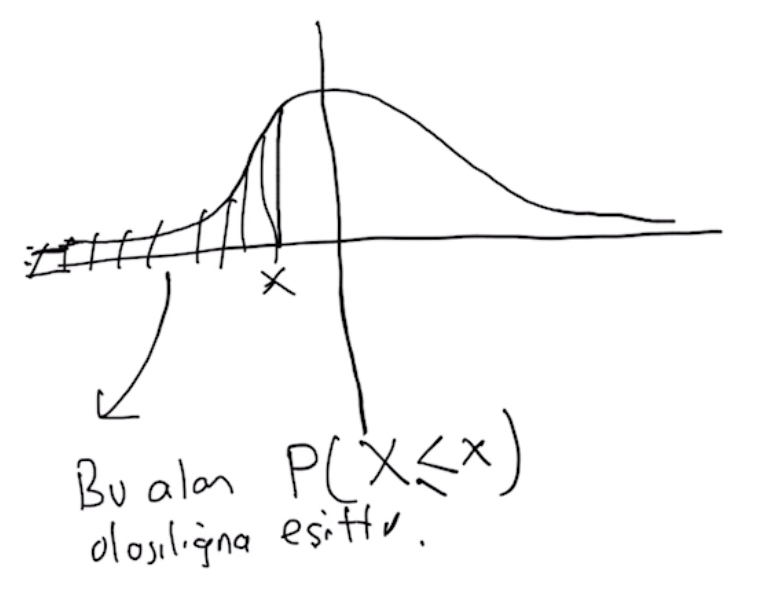 x
Bu alan P(X ≤ x)
olasılığına eşittir.